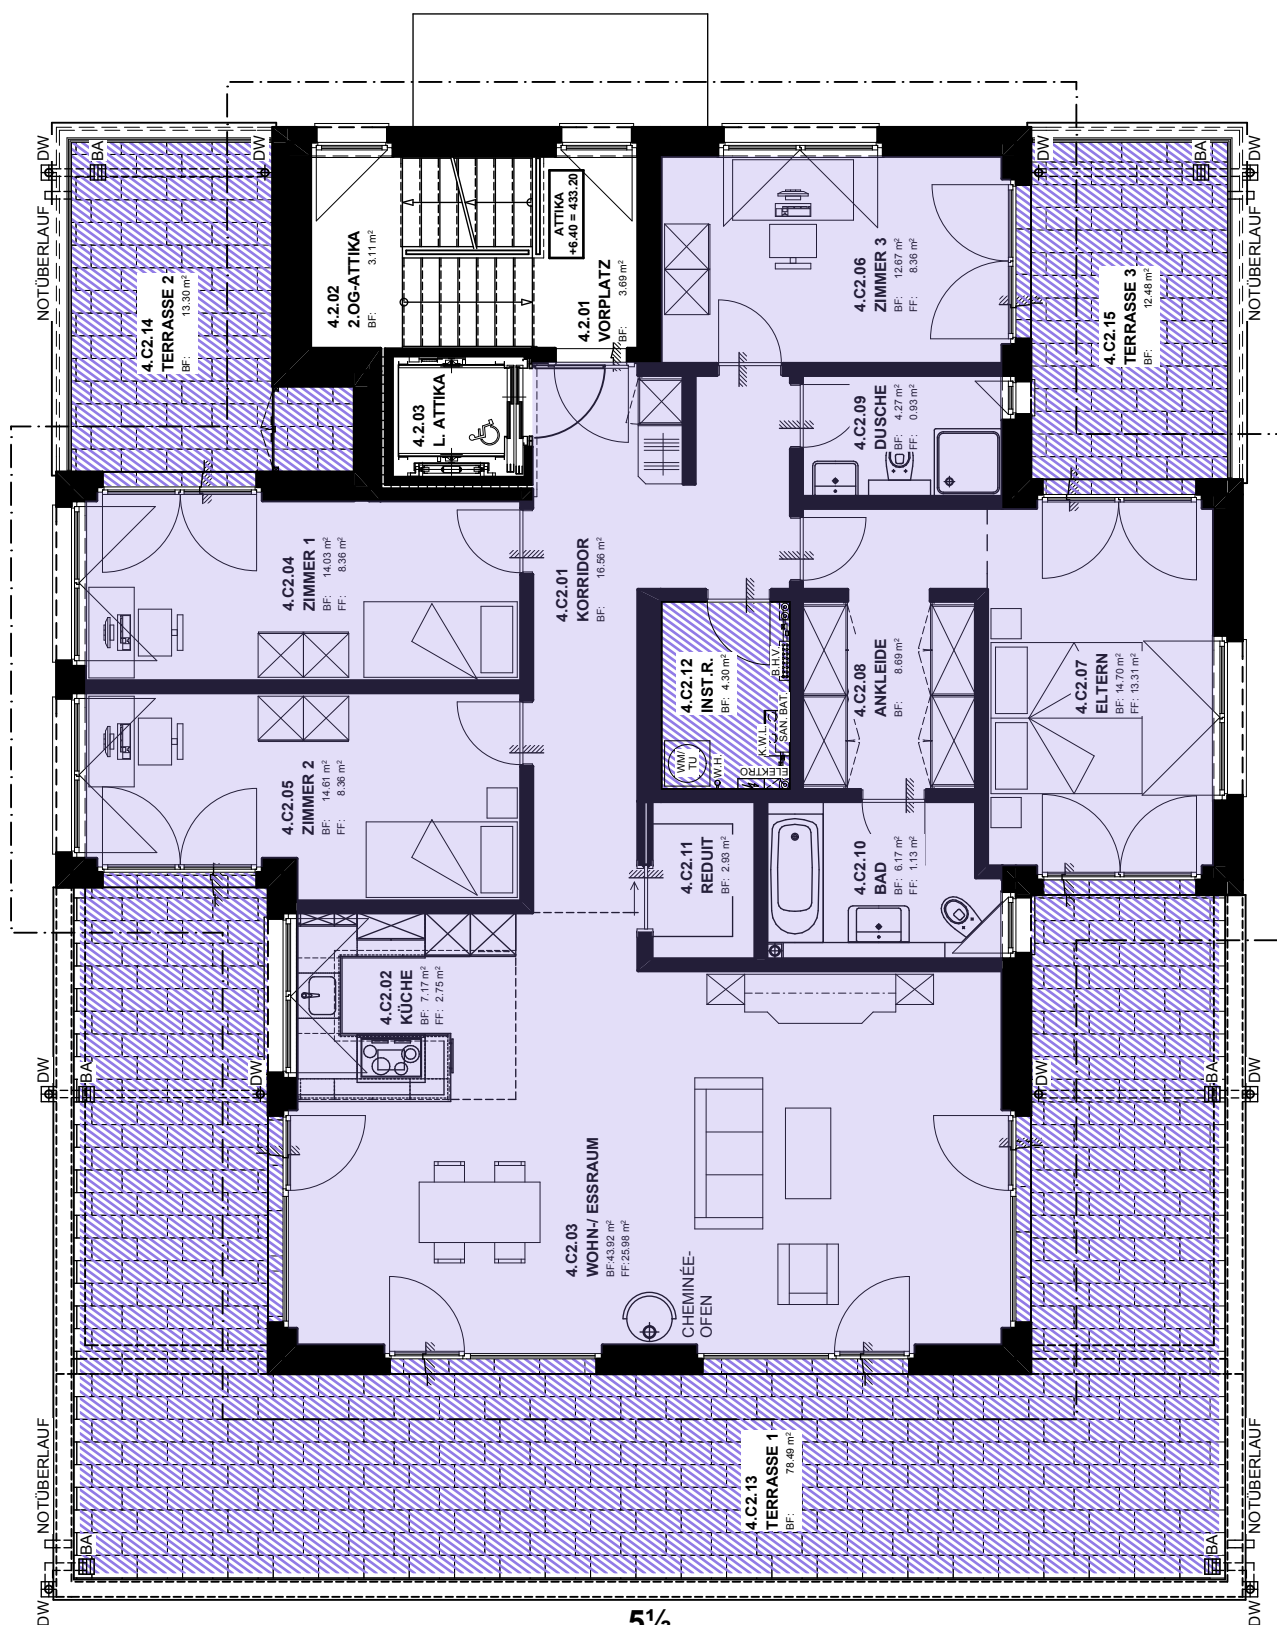 NOTÜBERLAUF
DW
BA
DW
4.C2.14
TERRASSE 2
BF: 13.30 m²
4.2.02
2.OG-ATTIKA
BF: 3.11 m²
ATTIKA
+6.40 = 433.20
4.2.01
VORPLATZ
BF: 3.69 m²
4.2.03
L. ATTIKA
4.C2.06
ZIMMER 3
BF: 12.67 m²
FF: 8.36 m²
DW
BA
DW
NOTÜBERLAUF
4.C2.15
TERRASSE 3
BF: 12.48 m²
4.C2.09
DUSCHE
BF: 4.27 m²
FF: 0.93 m²
4.C2.04
ZIMMER 1
BF: 14.03 m²
FF: 8.36 m²
4.C2.01
KORRIDOR
BF: 16.56 m²
4.C2.12
INST.R.
BF: 4.30 m²
B.H.V.
SAN. BAT.
K.W.L.
ELEKTRO
W.H.
WM/
TU
4.C2.08
ANKLEIDE
BF: 8.69 m²
4.C2.07
ELTERN
BF: 14.70 m²
FF: 13.31 m²
4.C2.05
ZIMMER 2
BF: 14.61 m²
FF: 8.36 m²
4.C2.11
REDUIT
BF: 2.93 m²
4.C2.10
BAD
BF: 6.17 m²
FF: 1.13 m²
4.C2.02
KÜCHE
BF: 7.17 m²
FF: 2.75 m²
DW
BA
DW
DW
BA
DW
4.C2.03
WOHN-/ ESSRAUM
BF: 43.92 m²
FF: 25.98 m²
CHEMINÉE-
OFEN
4.C2.13
TERRASSE 1
BF: 78.49 m²
NOTÜBERLAUF
BA
DW
BA
NOTÜBERLAUF
DW
5½